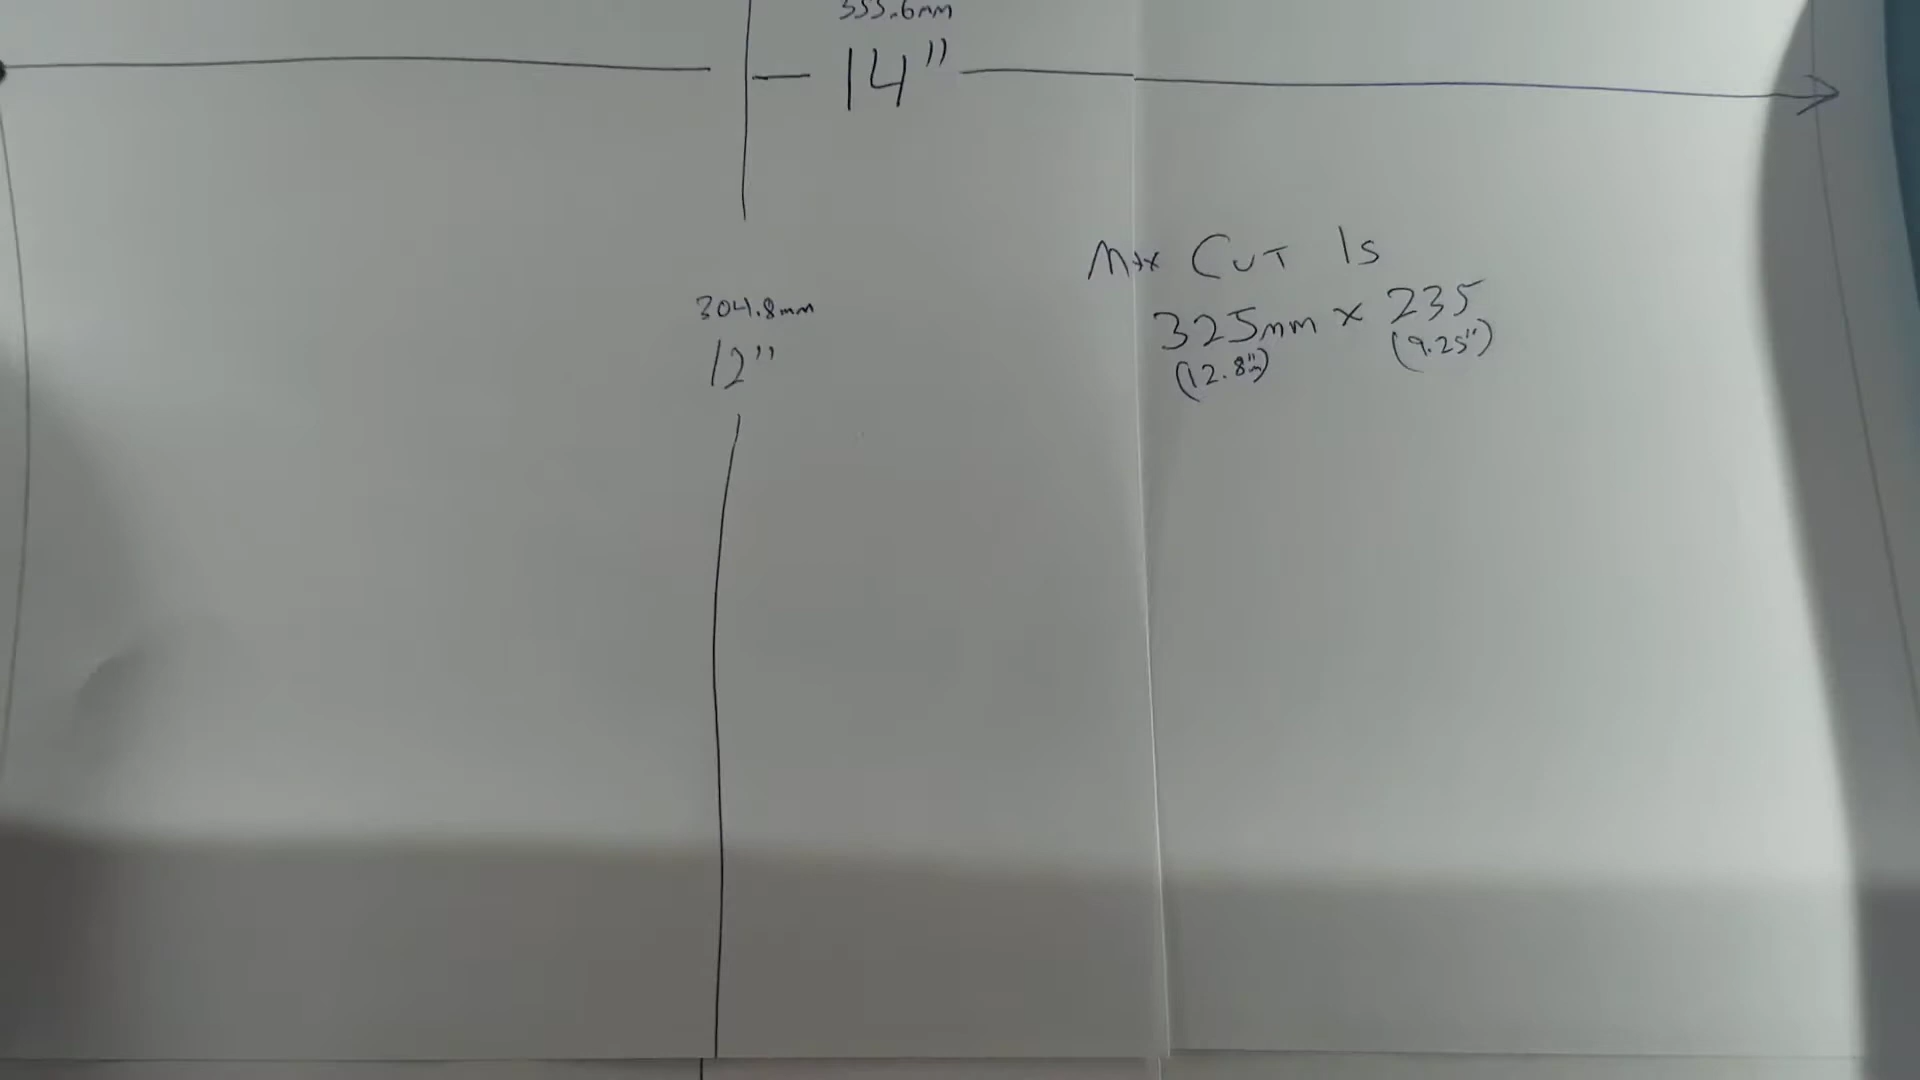 355.6mm
14"
304.8mm
12"
MAX CUT IS
325mm x 235
(12.8") (9.25")